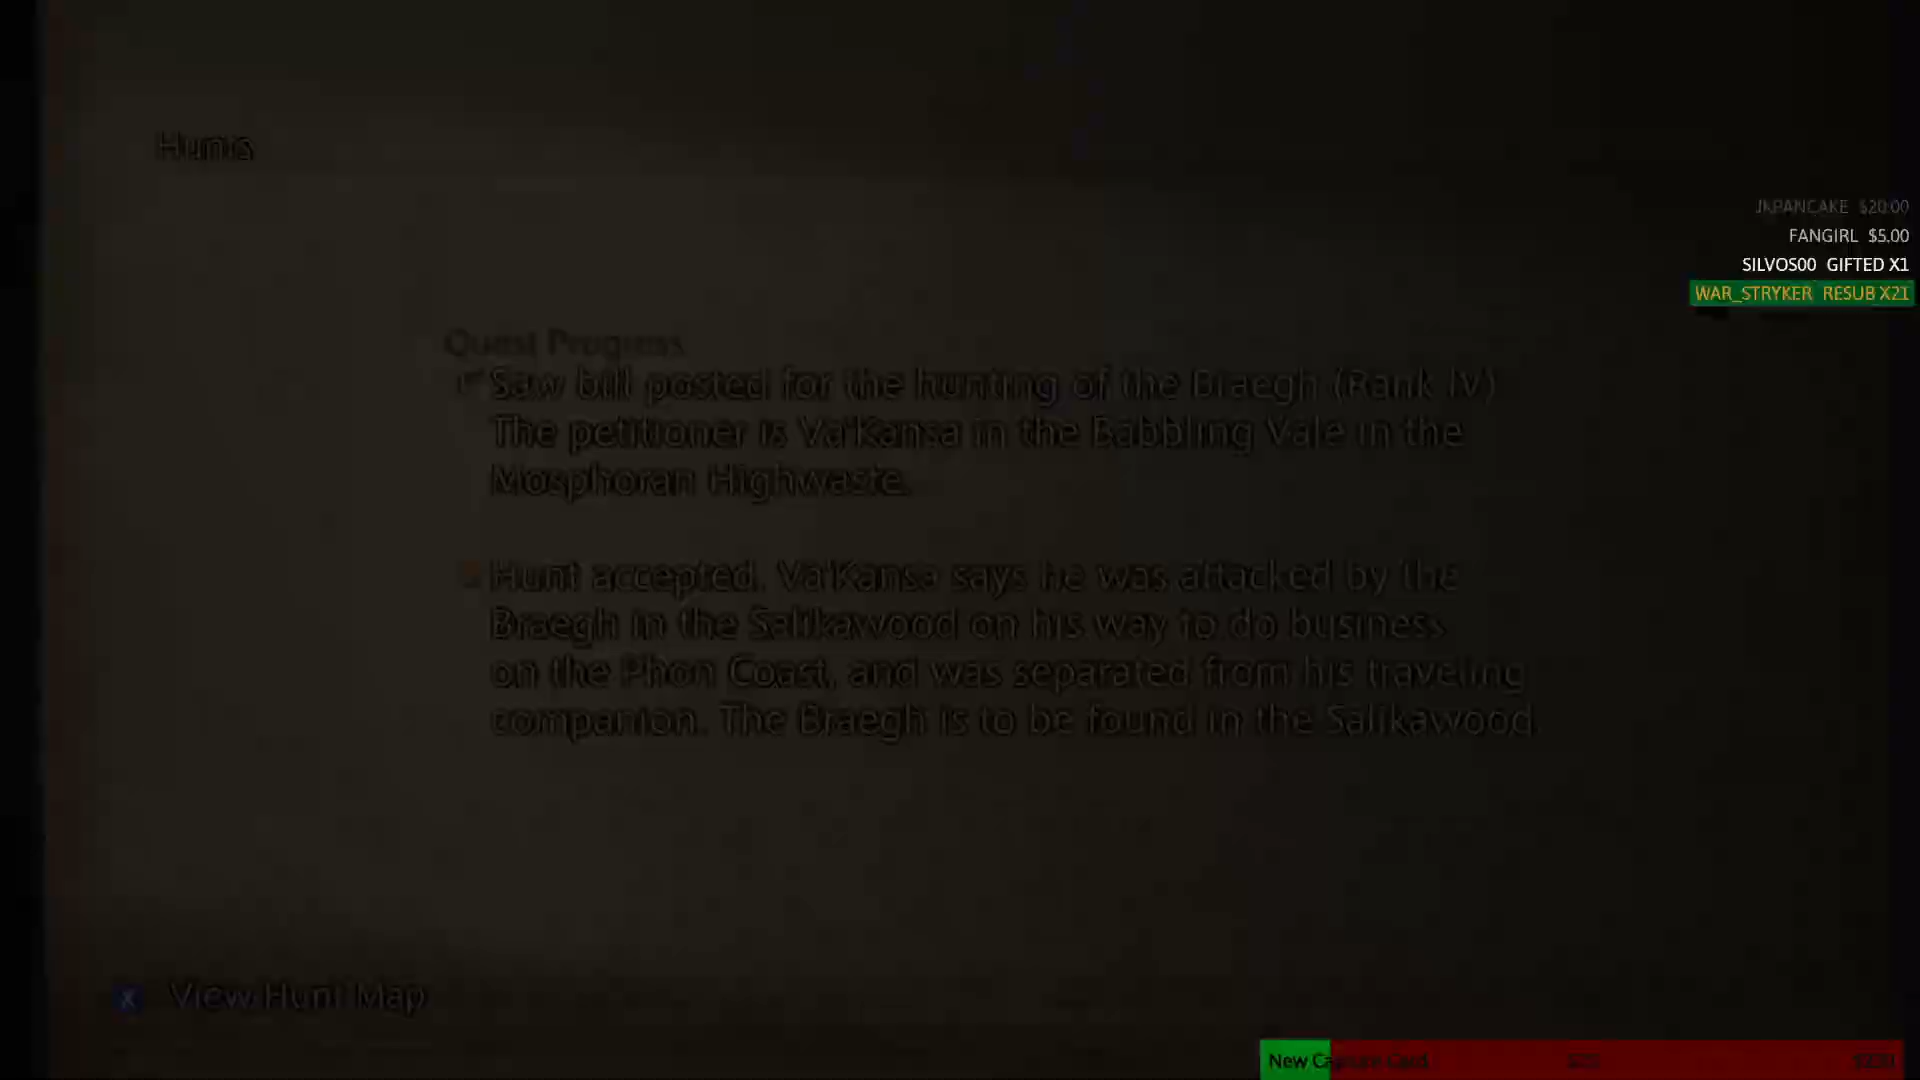 Hunts
JKPANCAKE $20.00
FANGIRL $5.00
SILVOS00 GIFTED X1
WAR_STRYKER RESUB X21
Quest Progress
Saw bill posted for the hunting of the Braegh (Rank IV)
The petitioner is Va'Kansa in the Babbling Vale in the
Mosphoran Highwaste.
Hunt accepted. Va'Kansa says he was attacked by the
Braegh in the Salikawood on his way to do business
on the Phon Coast, and was separated from his traveling
companion. The Braegh is to be found in the Salikawood.
X View Hunt Map
New Capture Card